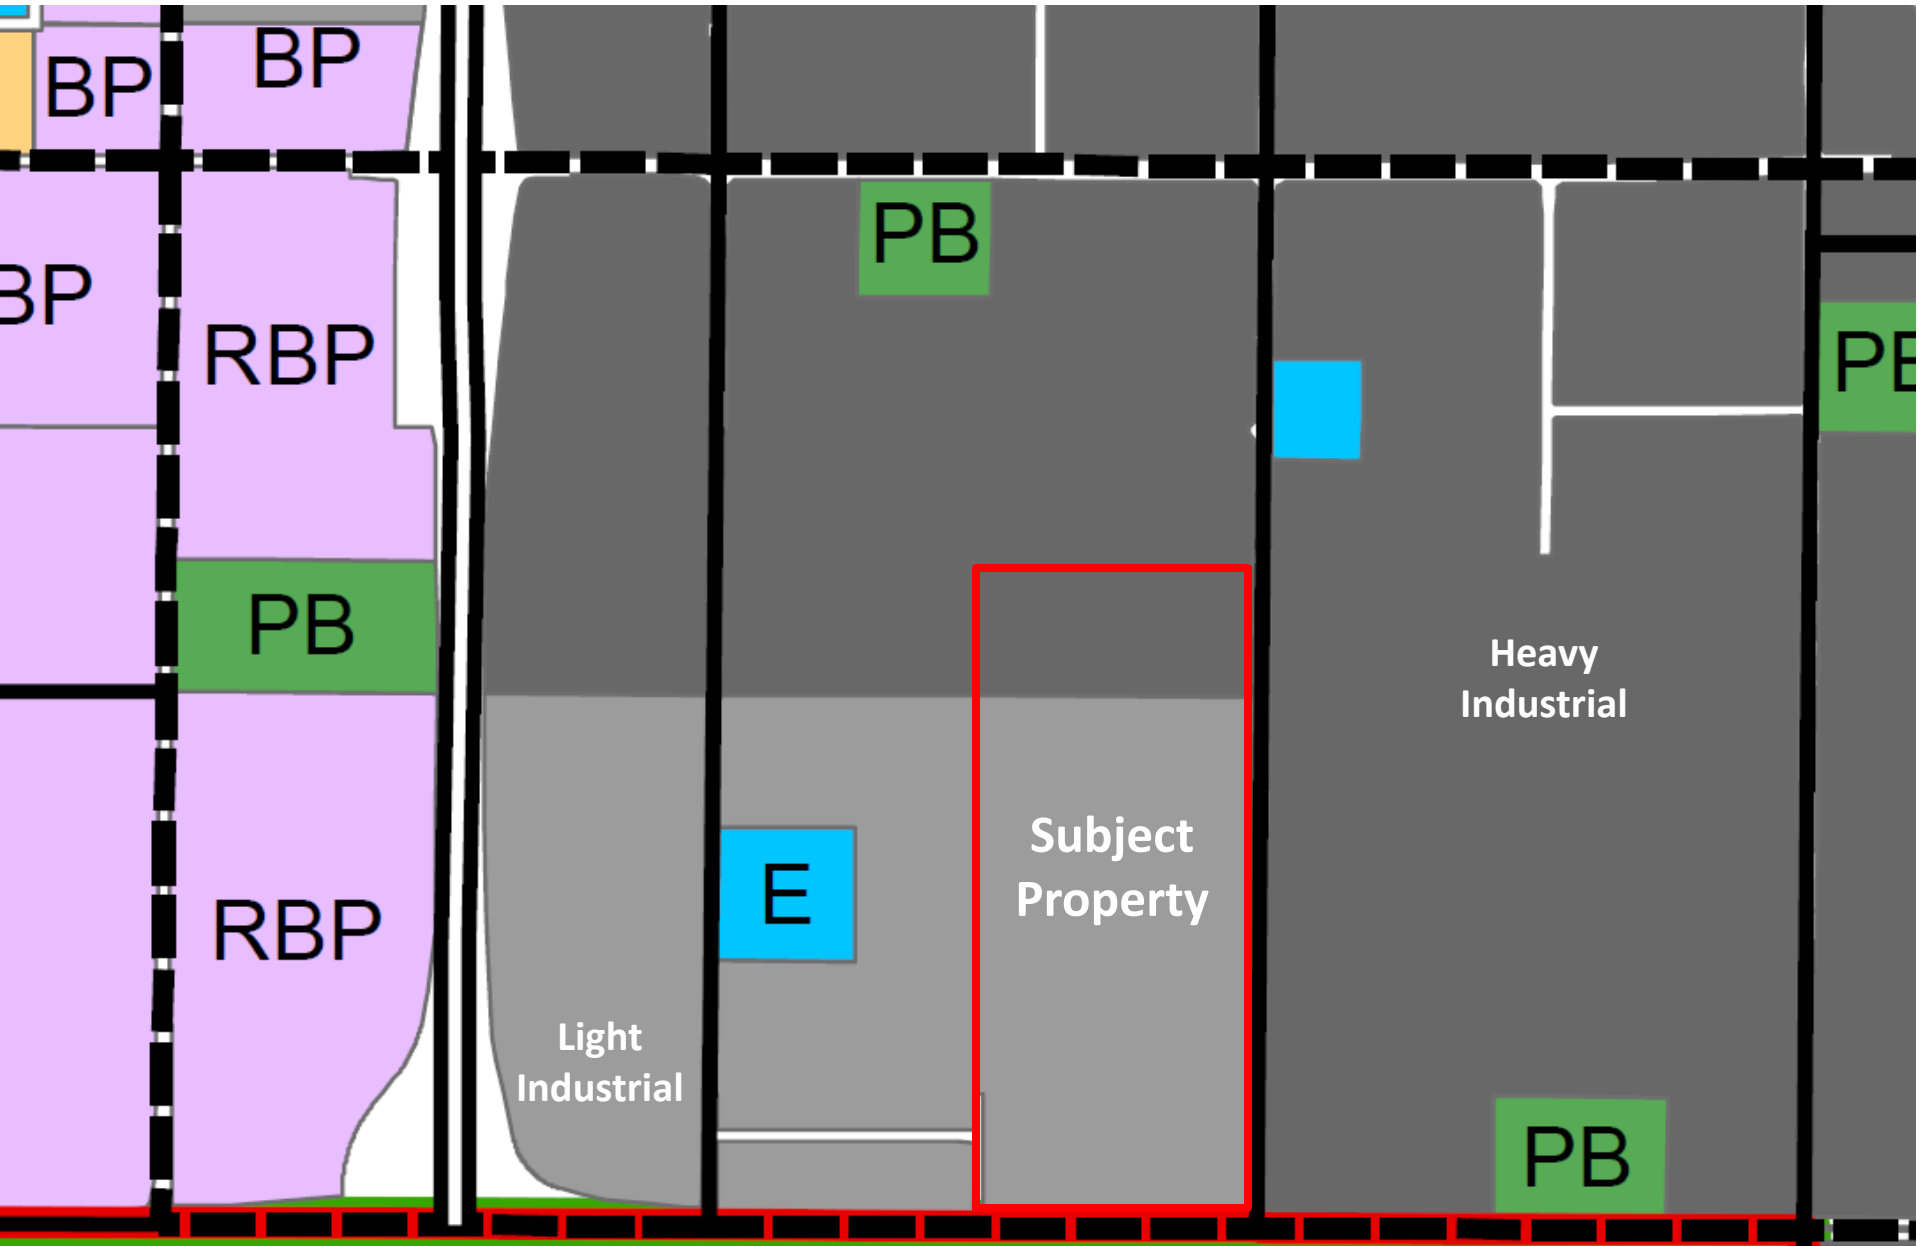 BP
BP
PB
BP
RBP
PB
PB
Heavy
Industrial
Subject
Property
E
RBP
Light
Industrial
PB